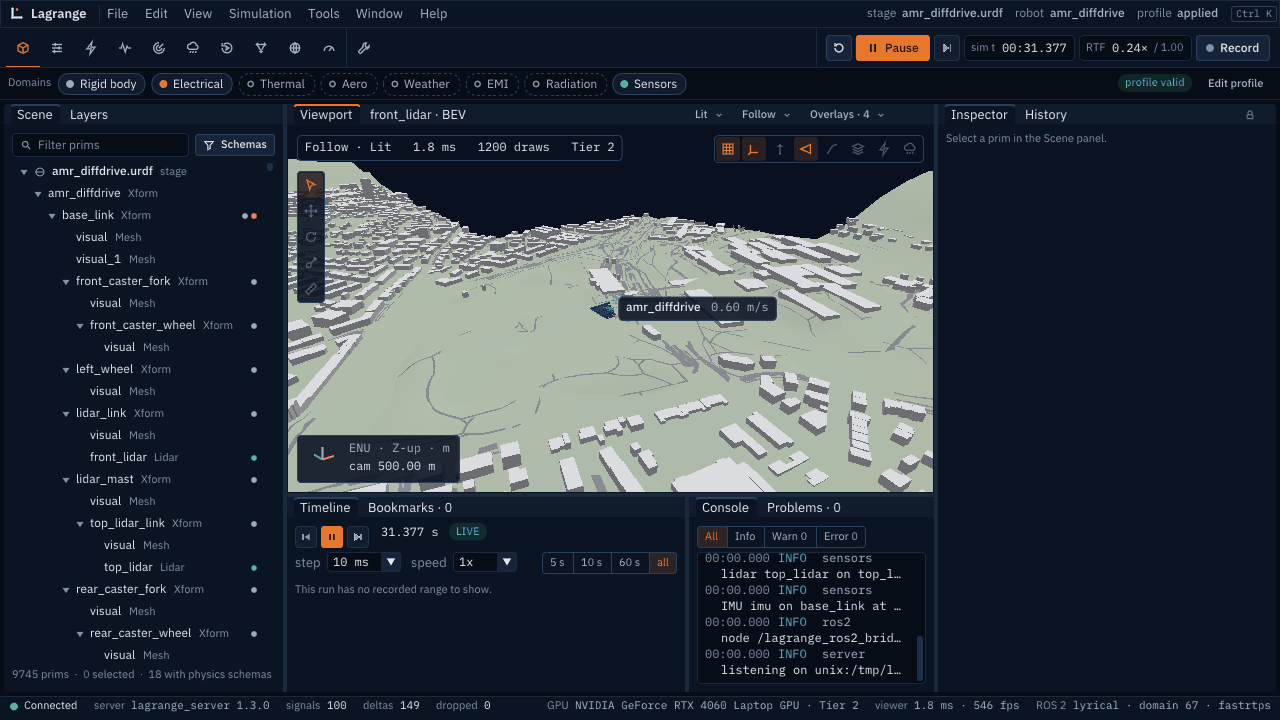 Lagrange File Edit View Simulation Tools Window Help stage amr_diffdrive.urdf robot amr_diffdrive profile applied Ctrl K
Pause sim t 00:31.377 RTF 0.24× / 1.00 Record
Domains Rigid body Electrical Thermal Aero Weather EMI Radiation Sensors profile valid Edit profile
Scene Layers
Filter prims Schemas
amr_diffdrive.urdf stage
amr_diffdrive Xform
base_link Xform
visual Mesh
visual_1 Mesh
front_caster_fork Xform
visual Mesh
front_caster_wheel Xform
visual Mesh
left_wheel Xform
visual Mesh
lidar_link Xform
visual Mesh
front_lidar Lidar
lidar_mast Xform
visual Mesh
top_lidar_link Xform
visual Mesh
top_lidar Lidar
rear_caster_fork Xform
visual Mesh
rear_caster_wheel Xform
visual Mesh
9745 prims · 0 selected · 18 with physics schemas
Viewport front_lidar · BEV Lit Follow Overlays · 4
Follow · Lit 1.8 ms 1200 draws Tier 2
amr_diffdrive 0.60 m/s
ENU · Z-up · m
cam 500.00 m
Timeline Bookmarks · 0
31.377 s LIVE
step 10 ms speed 1x 5 s 10 s 60 s all
This run has no recorded range to show.
Console Problems · 0
All Info Warn 0 Error 0
00:00.000 INFO sensors
lidar top_lidar on top_l…
00:00.000 INFO sensors
IMU imu on base_link at …
00:00.000 INFO ros2
node /lagrange_ros2_brid…
00:00.000 INFO server
listening on unix:/tmp/l…
Inspector History
Select a prim in the Scene panel.
Connected server lagrange_server 1.3.0 signals 100 deltas 149 dropped 0 GPU NVIDIA GeForce RTX 4060 Laptop GPU · Tier 2 viewer 1.8 ms · 546 fps ROS 2 lyrical · domain 67 · fastrtps